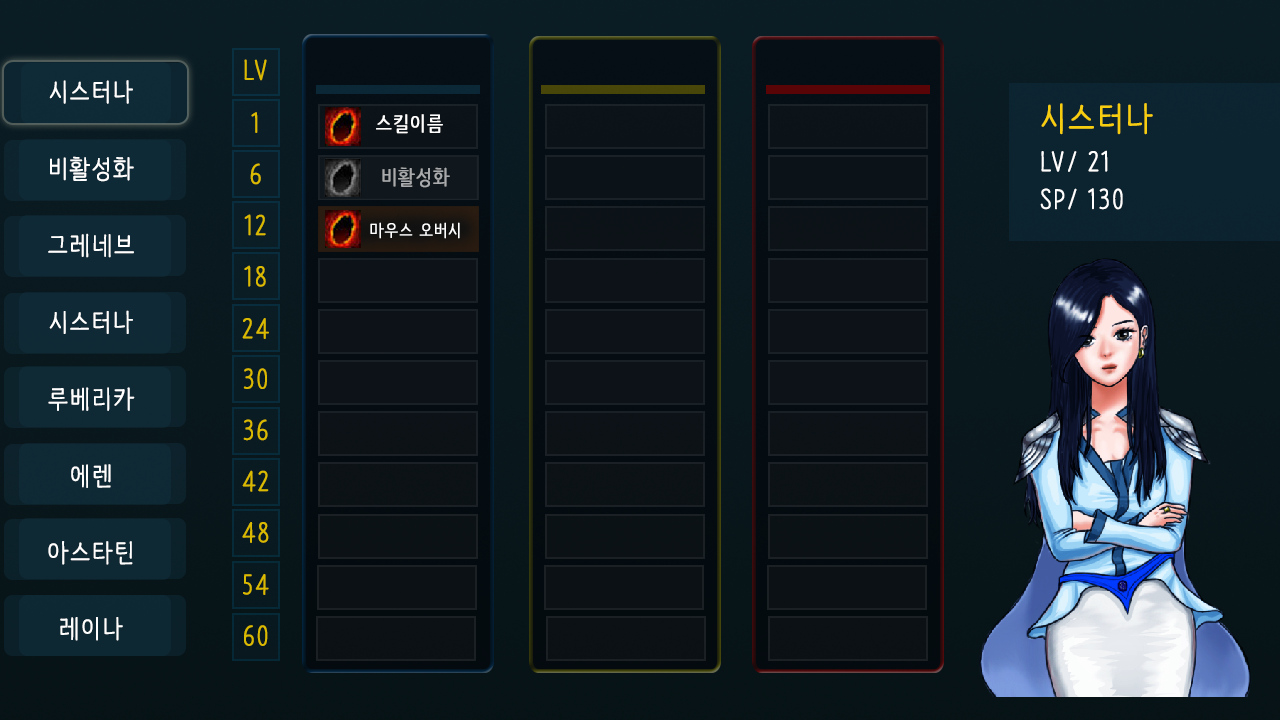 시스터나
비활성화
그레네브
시스터나
루베리카
에렌
아스타틴
레이나
LV
1
6
12
18
24
30
36
42
48
54
60
스킬이름
비활성화
마우스 오버시
시스터나
LV/ 21
SP/ 130